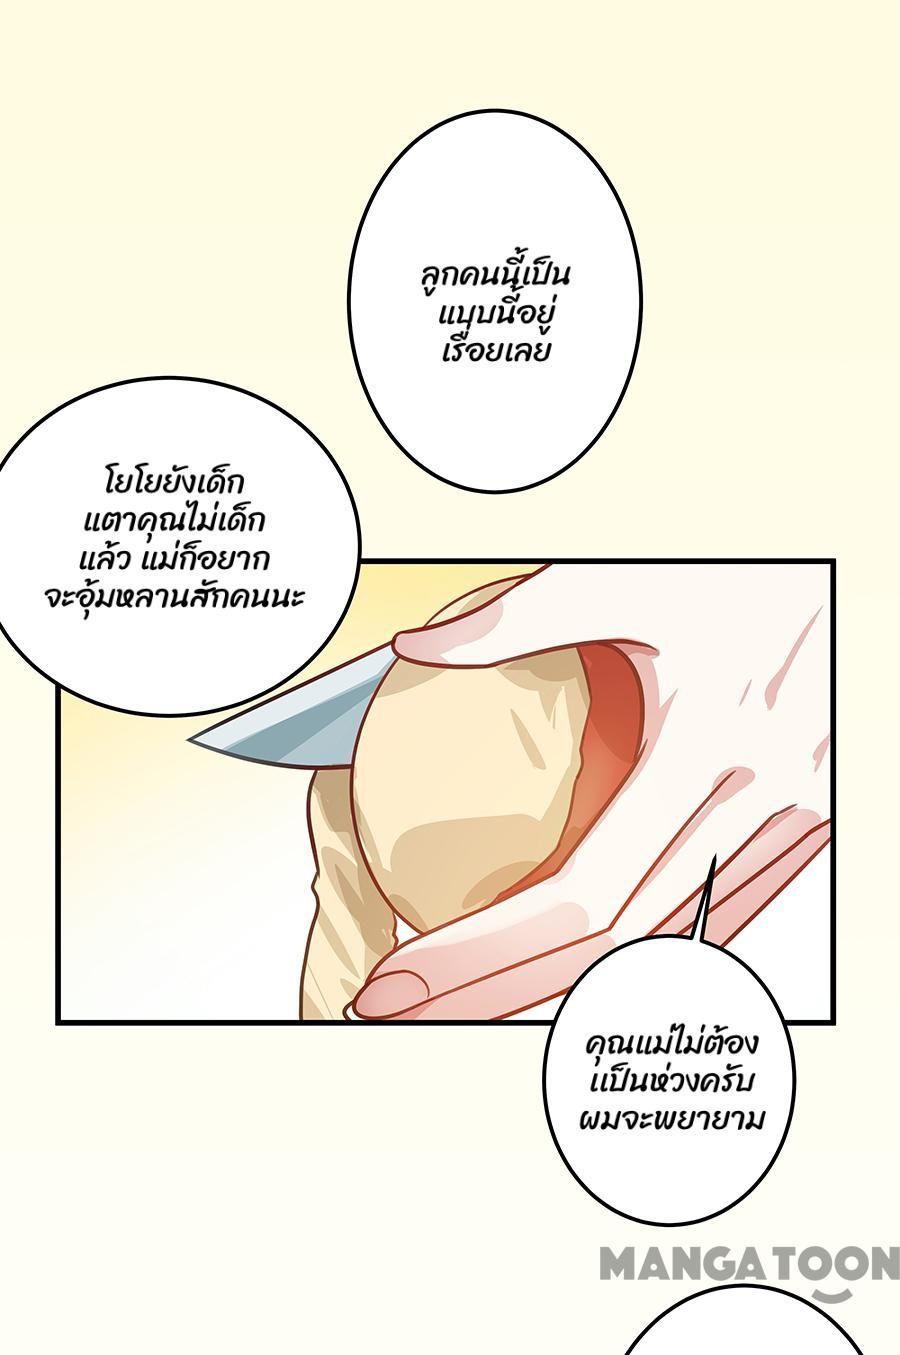 ลูกคนนี้เป็น
แบบนี้อยู่
เรื่อยเลย
โยโยยังเด็ก
แตาคุณไม่เด็ก
แล้ว แม่ก็อยาก
จะอุ้มหลานสักคนนะ
คุณแม่ไม่ต้อง
เเป็นห่วงครับ
ผมจะพยายาม
MANGATOON